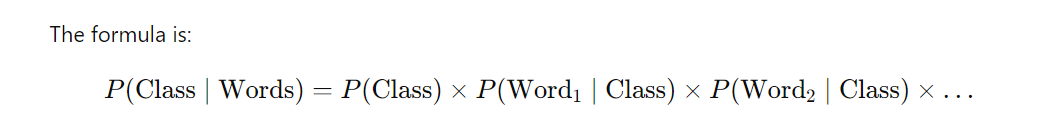 The formula is:
P(Class | Words) = P(Class) × P(Word₁ | Class) × P(Word₂ | Class) × …